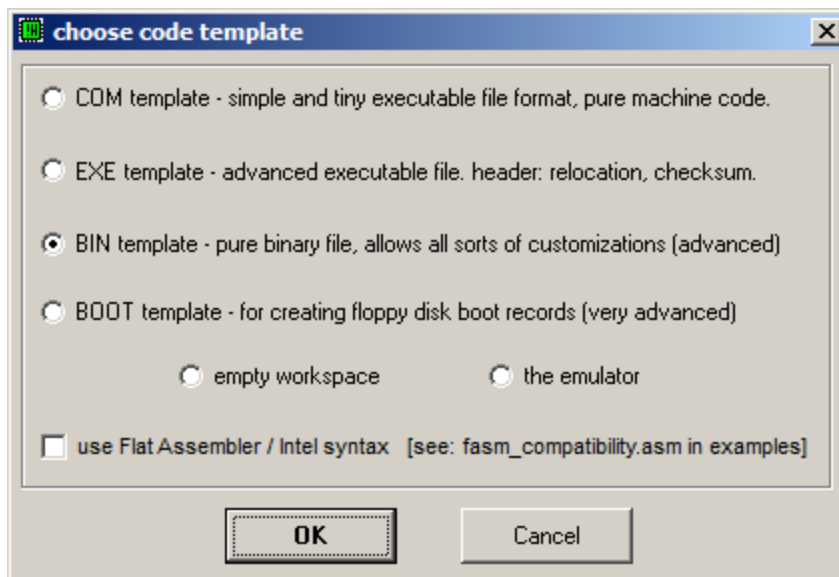 choose code template
COM template - simple and tiny executable file format, pure machine code.
EXE template - advanced executable file. header: relocation, checksum.
BIN template - pure binary file, allows all sorts of customizations (advanced)
BOOT template - for creating floppy disk boot records (very advanced)
empty workspace the emulator
use Flat Assembler / Intel syntax [see: fasm_compatibility.asm in examples]
OK Cancel